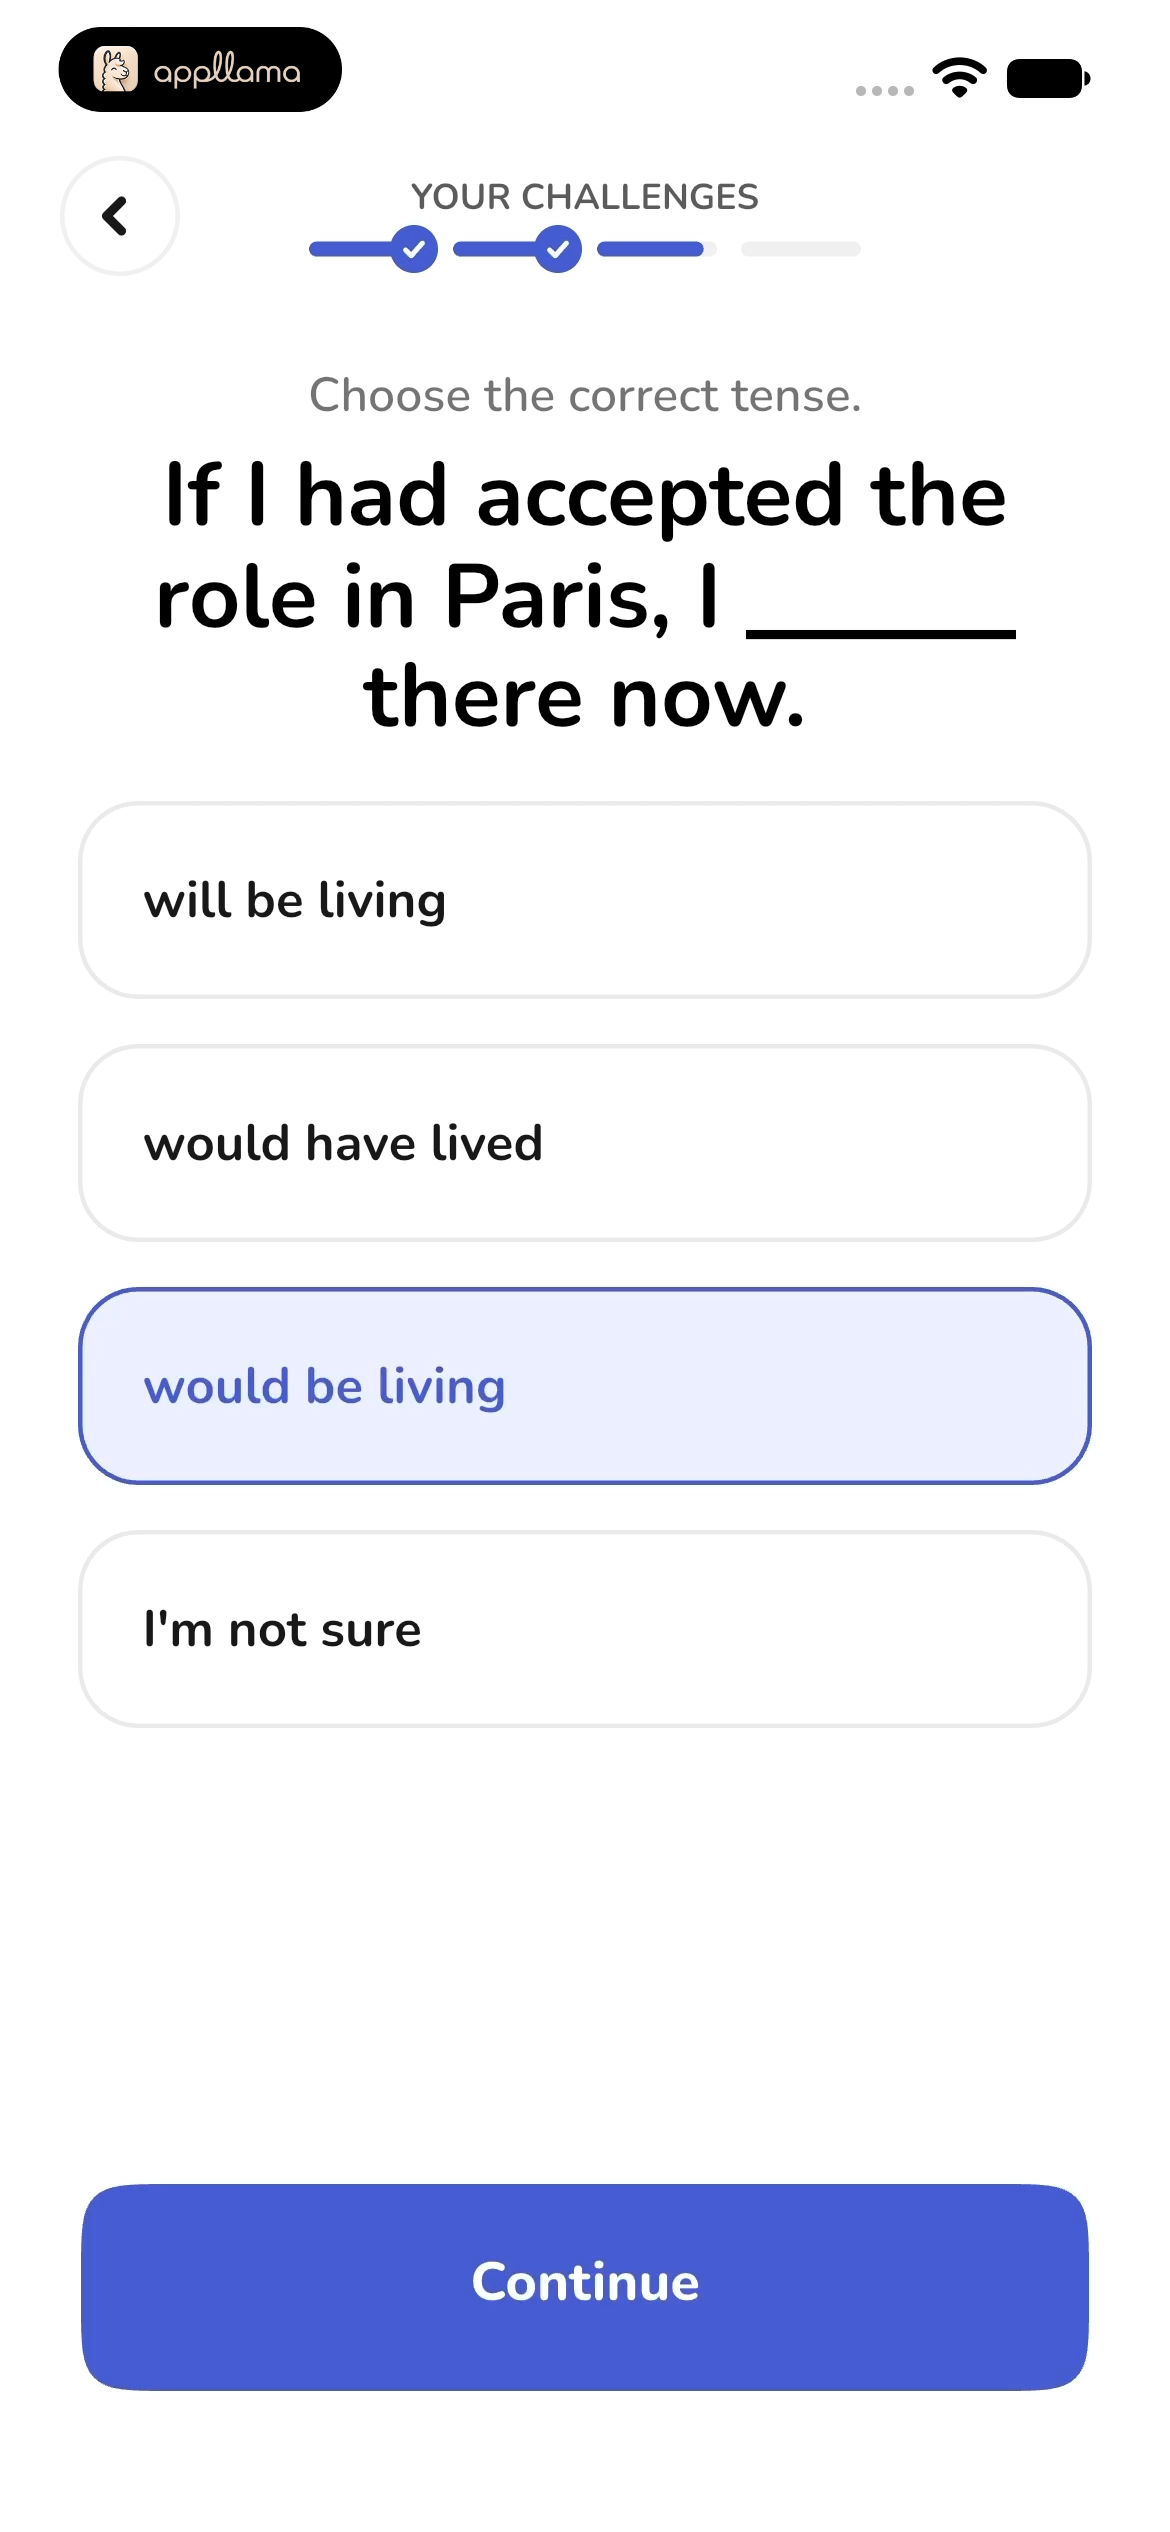 appllama
YOUR CHALLENGES
Choose the correct tense.
If I had accepted the
role in Paris, I ______
there now.
will be living
would have lived
would be living
I'm not sure
Continue